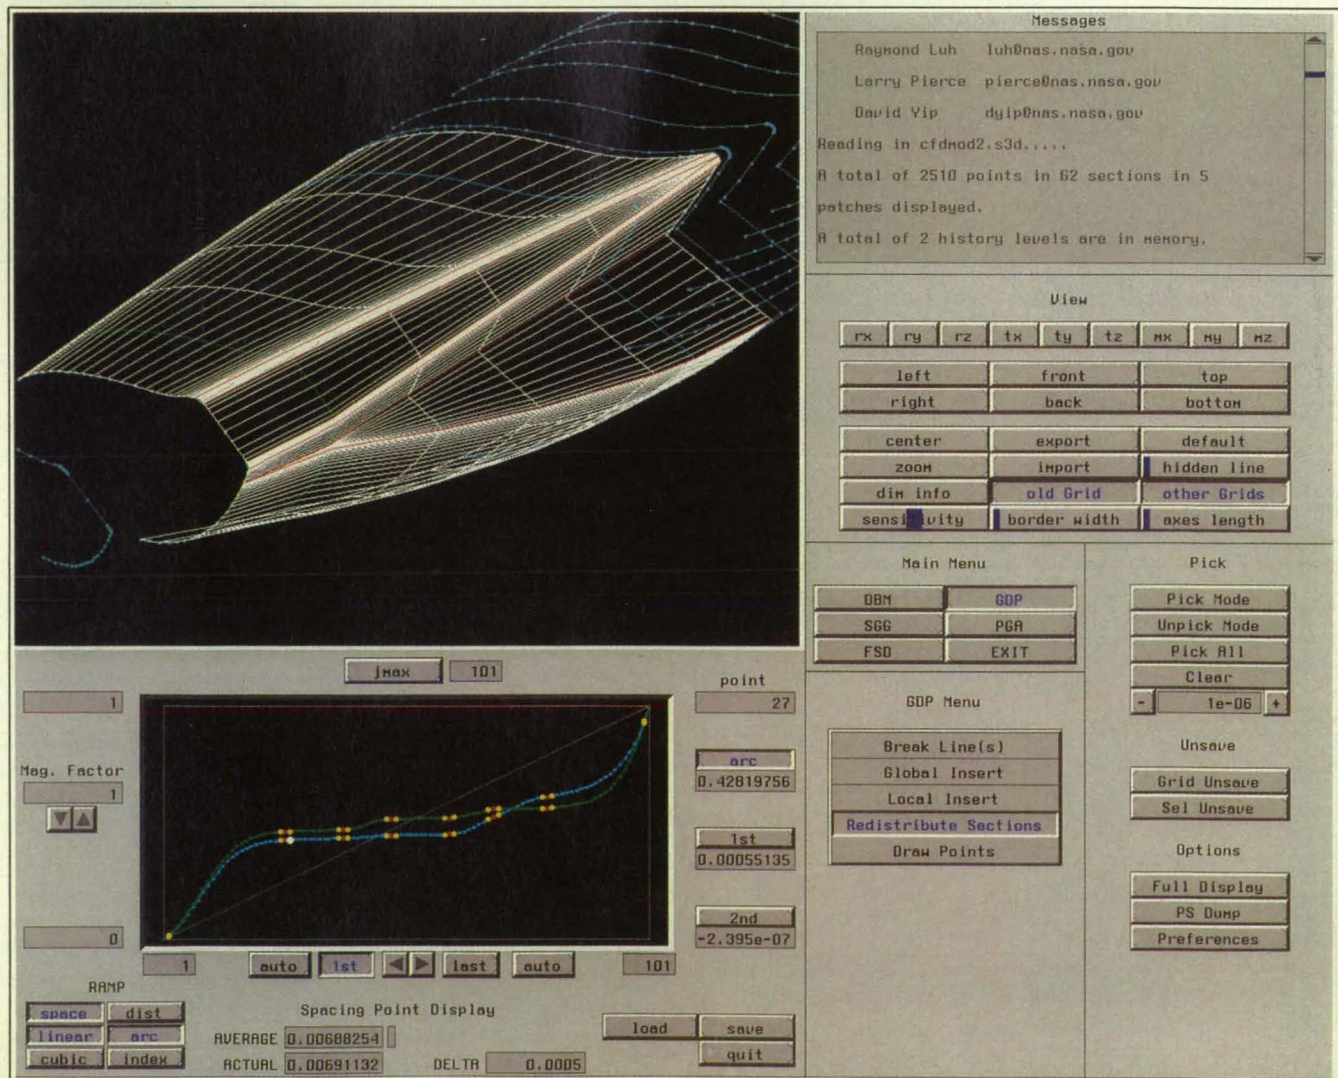 Messages
Raymond Luh luh@nas.nasa.gov
Larry Pierce pierce@nas.nasa.gov
David Yip dyip@nas.nasa.gov
Reading in cfdmod2.s3d.....
A total of 2510 points in 62 sections in 5
patches displayed.
A total of 2 history levels are in memory.
View
rx ry rz tx ty tz mx my mz
left front top
right back bottom
center export default
zoom import hidden line
dim info old Grid other Grids
sensitivity border width axes length
Main Menu
DBM GDP
SGG PGA
FSD EXIT
Pick
Pick Mode
Unpick Mode
Pick All
Clear
- 1e-06 +
Unsave
Grid Unsave
Sel Unsave
Options
Full Display
PS Dump
Preferences
GDP Menu
Break Line(s)
Global Insert
Local Insert
Redistribute Sections
Draw Points
jmax 101
1
Mag. Factor
1
0
point
27
arc
0.42819756
1st
0.00055135
2nd
-2.395e-07
1 auto 1st last auto 101
RAMP
space dist
linear arc
cubic index
Spacing Point Display
AVERAGE 0.00688254
ACTUAL 0.00691132 DELTA 0.0005
load save
quit